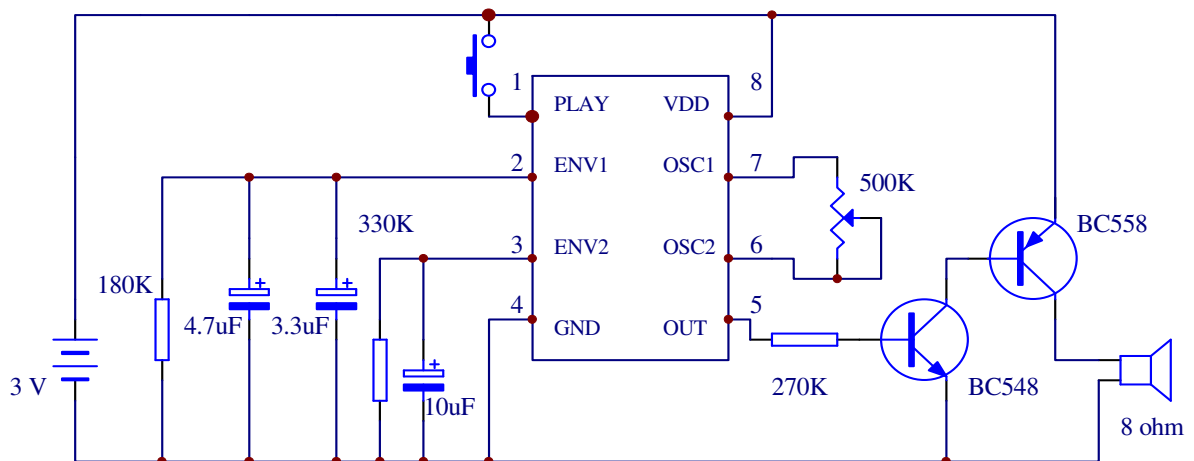 1
8
PLAY
VDD
2
7
ENV1
OSC1
500K
330K
BC558
3
6
ENV2
OSC2
180K
4.7uF
3.3uF
4
5
GND
OUT
3 V
10uF
270K
BC548
8 ohm